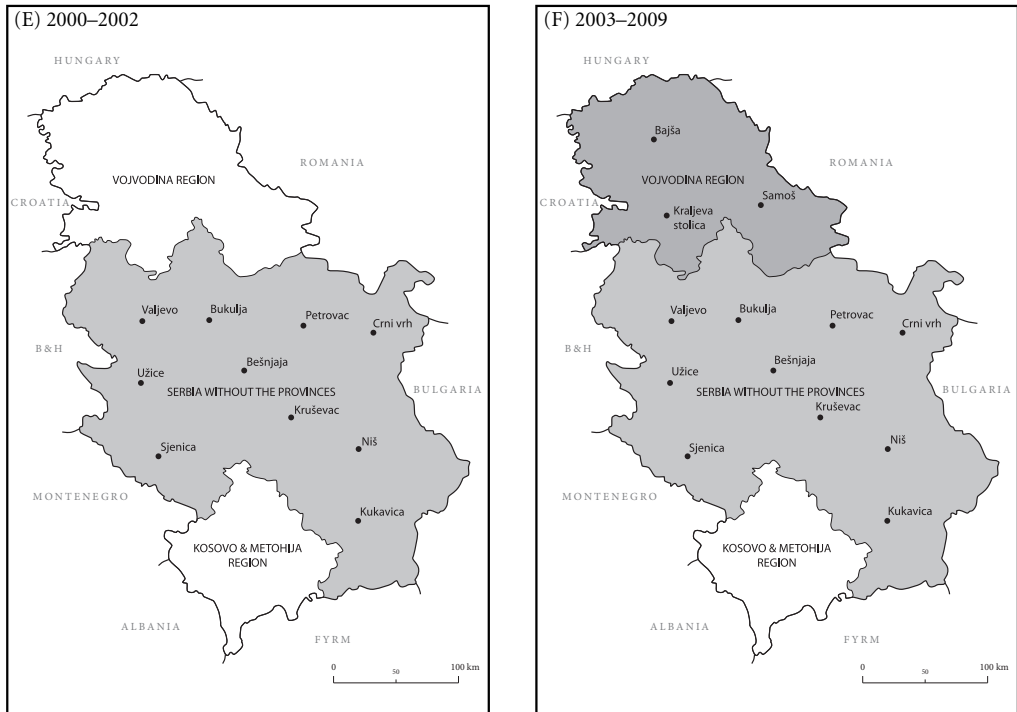 (E) 2000–2002
HUNGARY
ROMANIA
VOJVODINA REGION
CROATIA
Valjevo
Bukulja
Petrovac
Crni vrh
B&H
Bešnjaja
Užice
SERBIA WITHOUT THE PROVINCES
BULGARIA
Kruševac
Niš
Sjenica
MONTENEGRO
Kukavica
KOSOVO & METOHIJA
REGION
ALBANIA
FYRM
0
50
100 km
(F) 2003–2009
HUNGARY
Bajša
ROMANIA
VOJVODINA REGION
Samoš
CROATIA
Kraljeva
stolica
Valjevo
Bukulja
Petrovac
Crni vrh
B&H
Bešnjaja
Užice
SERBIA WITHOUT THE PROVINCES
BULGARIA
Kruševac
Niš
Sjenica
MONTENEGRO
Kukavica
KOSOVO & METOHIJA
REGION
ALBANIA
FYRM
0
50
100 km